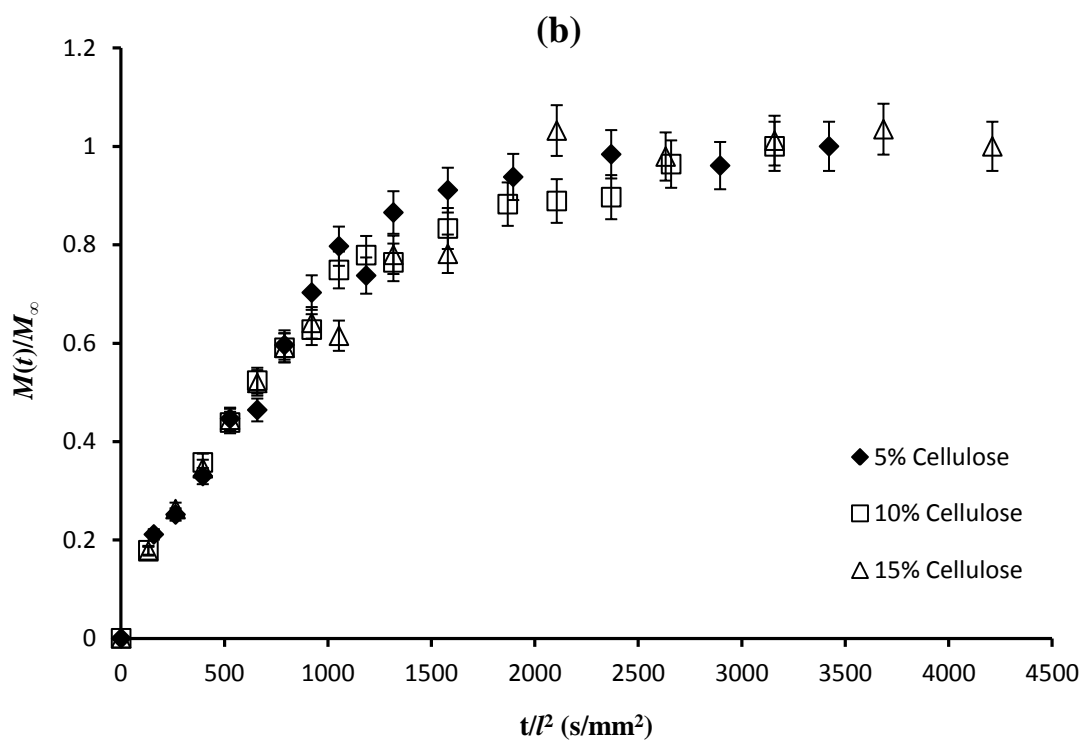 (b)
1.2
1
0.8
0.6
0.4
0.2
0
M(t)/M∞
0 500 1000 1500 2000 2500 3000 3500 4000 4500
t/l² (s/mm²)
5% Cellulose
10% Cellulose
15% Cellulose